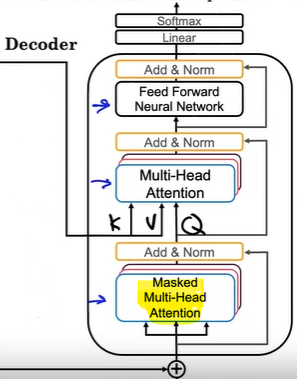 Softmax
Linear
Decoder
Add & Norm
Feed Forward
Neural Network
Add & Norm
Multi-Head
Attention
K V Q
Add & Norm
Masked
Multi-Head
Attention